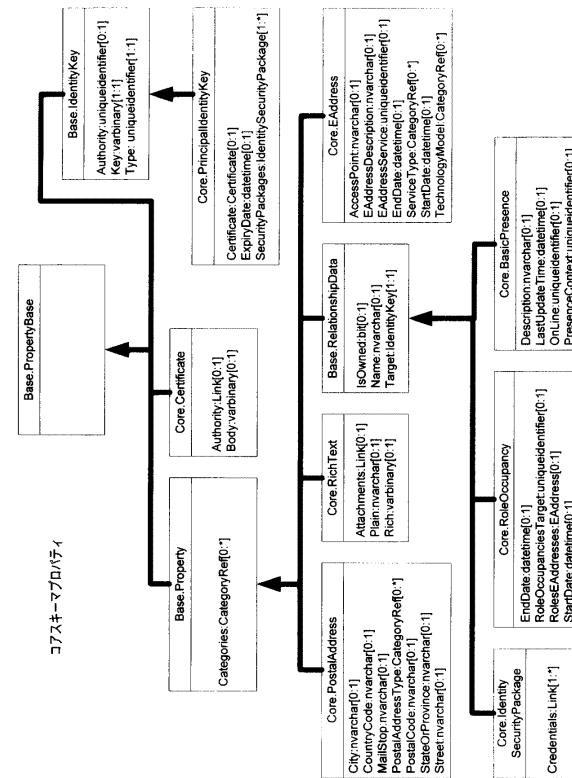 コアスキーマプロパティ
Base.PropertyBase
Base.Property
Categories:CategoryRef[0:*]
Core.Certificate
Authority:Link[0:1]
Body:varbinary[0:1]
Base.IdentityKey
Authority:uniqueidentifier[0:1]
Key:varbinary[1:1]
Type: uniqueidentifier[1:1]
Core.PrincipalIdentityKey
Certificate:Certificate[0:1]
ExpiryDate:datetime[0:1]
SecurityPackages:IdentitySecurityPackage[1:*]
Core.PostalAddress
City:nvarchar[0:1]
CountryCode:nvarchar[0:1]
MailStop:nvarchar[0:1]
PostalAddressType:CategoryRef[0:*]
PostalCode:nvarchar[0:1]
StateOrProvince:nvarchar[0:1]
Street:nvarchar[0:1]
Core.RichText
Attachments:Link[0:1]
Plain:nvarchar[0:1]
Rich:varbinary[0:1]
Base.RelationshipData
IsOwned:bit[0:1]
Name:nvarchar[0:1]
Target:IdentityKey[1:1]
Core.EAddress
AccessPoint:nvarchar[0:1]
EAddressDescription:nvarchar[0:1]
EAddressService:uniqueidentifier[0:1]
EndDate:datetime[0:1]
ServiceType:CategoryRef[0:*]
StartDate:datetime[0:1]
TechnologyModel:CategoryRef[0:*]
Core.Identity
SecurityPackage
Credentials:Link[1:*]
Core.RoleOccupancy
EndDate:datetime[0:1]
RoleOccupanciesTarget:uniqueidentifier[0:1]
RolesEAddresses:EAddress[0:1]
StartDate:datetime[0:1]
Core.BasicPresence
Description:nvarchar[0:1]
LastUpdateTime:datetime[0:1]
OnLine:uniqueidentifier[0:1]
PresenceContext:uniqueidentifier[0:1]